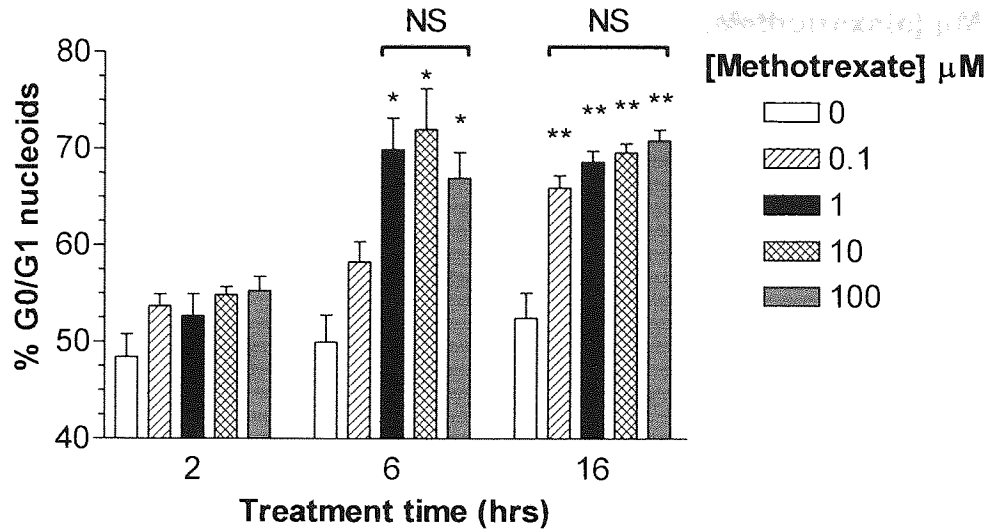 NS NS
[Methotrexate] μM
0
0.1
1
10
100
80
70
60
50
40
% G0/G1 nucleoids
* * *
** ** ** **
2 6 16
Treatment time (hrs)